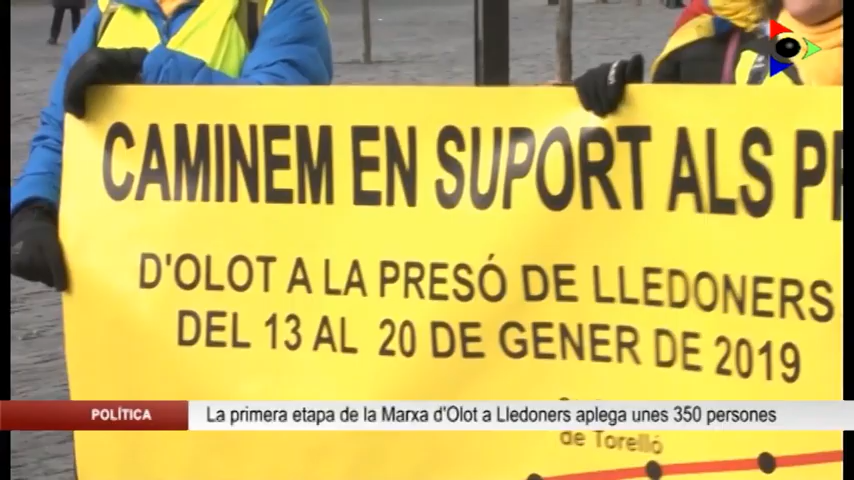 CAMINEM EN SUPORT ALS
D'OLOT A LA PRESÓ DE LLEDONERS
DEL 13 AL 20 DE GENER DE 2019
POLÍTICA
La primera etapa de la Marxa d'Olot a Lledoners aplega unes 350 persones
de Torelló